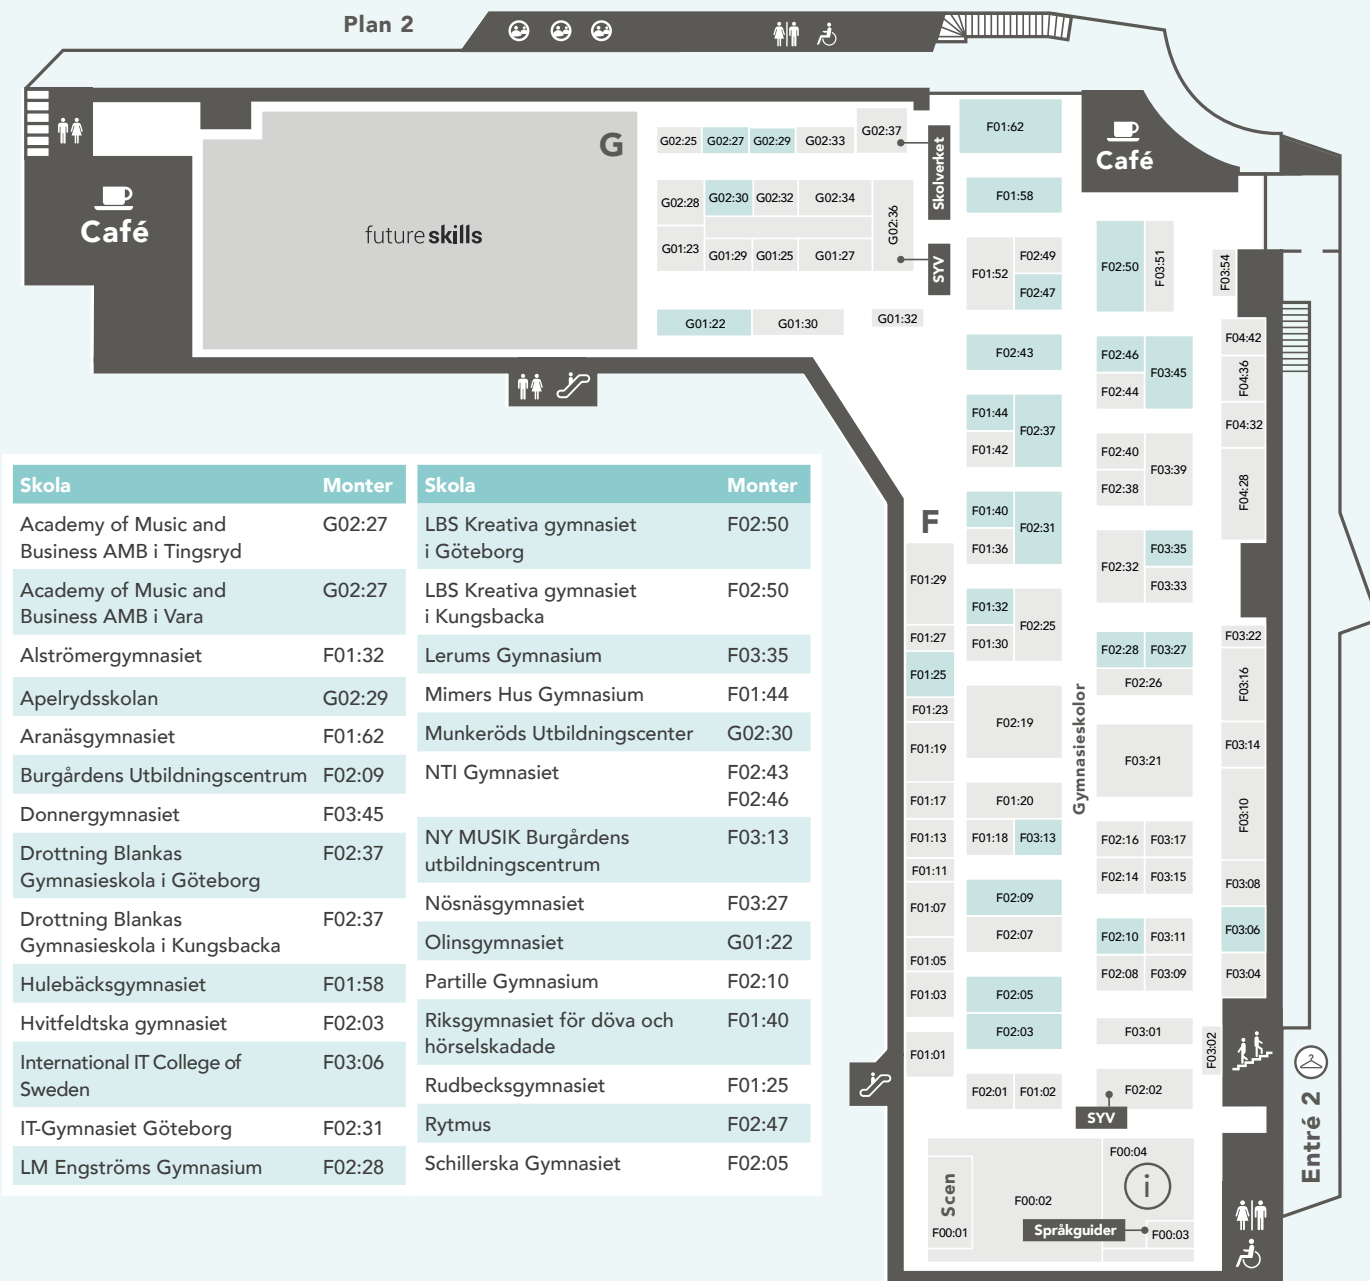 Plan 2
G
futureskills
Café
G02:25
G02:27
G02:29
G02:33
G02:37
G02:28
G02:30
G02:32
G02:34
G02:36
G01:23
G01:29
G01:25
G01:27
G01:22
G01:30
G01:32
Skolverket
SYV
F01:62
Café
F01:58
F01:52
F02:49
F02:47
F02:50
F03:51
F03:54
F02:43
F02:46
F02:44
F03:45
F04:42
F04:36
F04:32
F04:28
F01:44
F01:42
F02:37
F02:40
F02:38
F03:39
F
F01:40
F01:36
F02:31
F02:32
F03:35
F03:33
F01:29
F01:27
F01:25
F01:23
F01:19
F01:17
F01:13
F01:11
F01:07
F01:05
F01:03
F01:01
F01:32
F01:30
F02:25
F02:28
F03:27
F02:26
F03:22
F03:16
F03:14
F03:10
F03:08
F03:06
F03:04
F02:19
Gymnasieskolor
F03:21
F01:20
F01:18
F03:13
F02:16
F03:17
F02:14
F03:15
F02:09
F02:07
F02:10
F03:11
F02:08
F03:09
F02:05
F02:03
F03:01
F03:02
F02:01
F01:02
F02:02
SYV
Entré 2
Scen
F00:01
F00:02
F00:04
i
Språkguider
F00:03
Skola Monter
Academy of Music and G02:27
Business AMB i Tingsryd
Academy of Music and G02:27
Business AMB i Vara
Alströmergymnasiet F01:32
Apelrydsskolan G02:29
Aranäsgymnasiet F01:62
Burgårdens Utbildningscentrum F02:09
Donnergymnasiet F03:45
Drottning Blankas F02:37
Gymnasieskola i Göteborg
Drottning Blankas F02:37
Gymnasieskola i Kungsbacka
Hulebäcksgymnasiet F01:58
Hvitfeldtska gymnasiet F02:03
International IT College of F03:06
Sweden
IT-Gymnasiet Göteborg F02:31
LM Engströms Gymnasium F02:28
Skola Monter
LBS Kreativa gymnasiet F02:50
i Göteborg
LBS Kreativa gymnasiet F02:50
i Kungsbacka
Lerums Gymnasium F03:35
Mimers Hus Gymnasium F01:44
Munkeröds Utbildningscenter G02:30
NTI Gymnasiet F02:43
F02:46
NY MUSIK Burgårdens F03:13
utbildningscentrum
Nösnäsgymnasiet F03:27
Olinsgymnasiet G01:22
Partille Gymnasium F02:10
Riksgymnasiet för döva och F01:40
hörselskadade
Rudbecksgymnasiet F01:25
Rytmus F02:47
Schillerska Gymnasiet F02:05